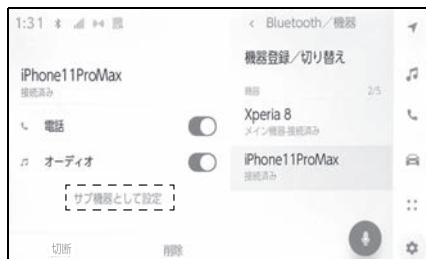 1:31
iPhone11ProMax
接続済み
電話
オーディオ
サブ機器として設定
切断
削除
< Bluetooth/機器
機器登録/切り替え
機器 2/5
Xperia 8
メイン機器-接続済み
iPhone11ProMax
接続済み